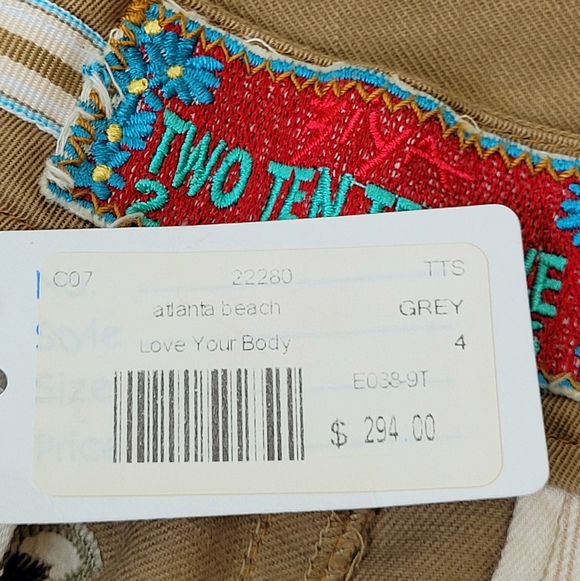 ZIYA
TWO TEN
C07 22280 TTS
atlanta beach GREY
Love Your Body 4
E038-9T
$ 294.00
Style
Size
Price